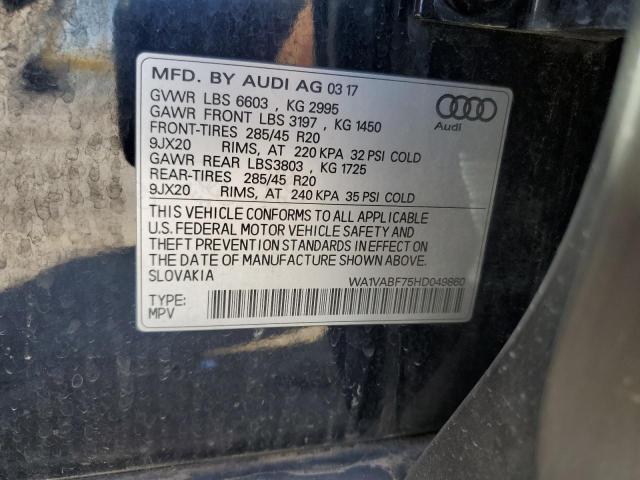 MFD. BY AUDI AG 03 17
GVWR LBS 6603 , KG 2995
GAWR FRONT LBS 3197 , KG 1450
FRONT-TIRES 285/45 R20
9JX20 RIMS, AT 220 KPA 32 PSI COLD
GAWR REAR LBS3803 , KG 1725
REAR-TIRES 285/45 R20
9JX20 RIMS, AT 240 KPA 35 PSI COLD
THIS VEHICLE CONFORMS TO ALL APPLICABLE
U.S. FEDERAL MOTOR VEHICLE SAFETY AND
THEFT PREVENTION STANDARDS IN EFFECT ON THE
DATE OF MANUFACTURE SHOWN ABOVE.
SLOVAKIA
WA1VABF75HD049860
TYPE:
MPV
Audi